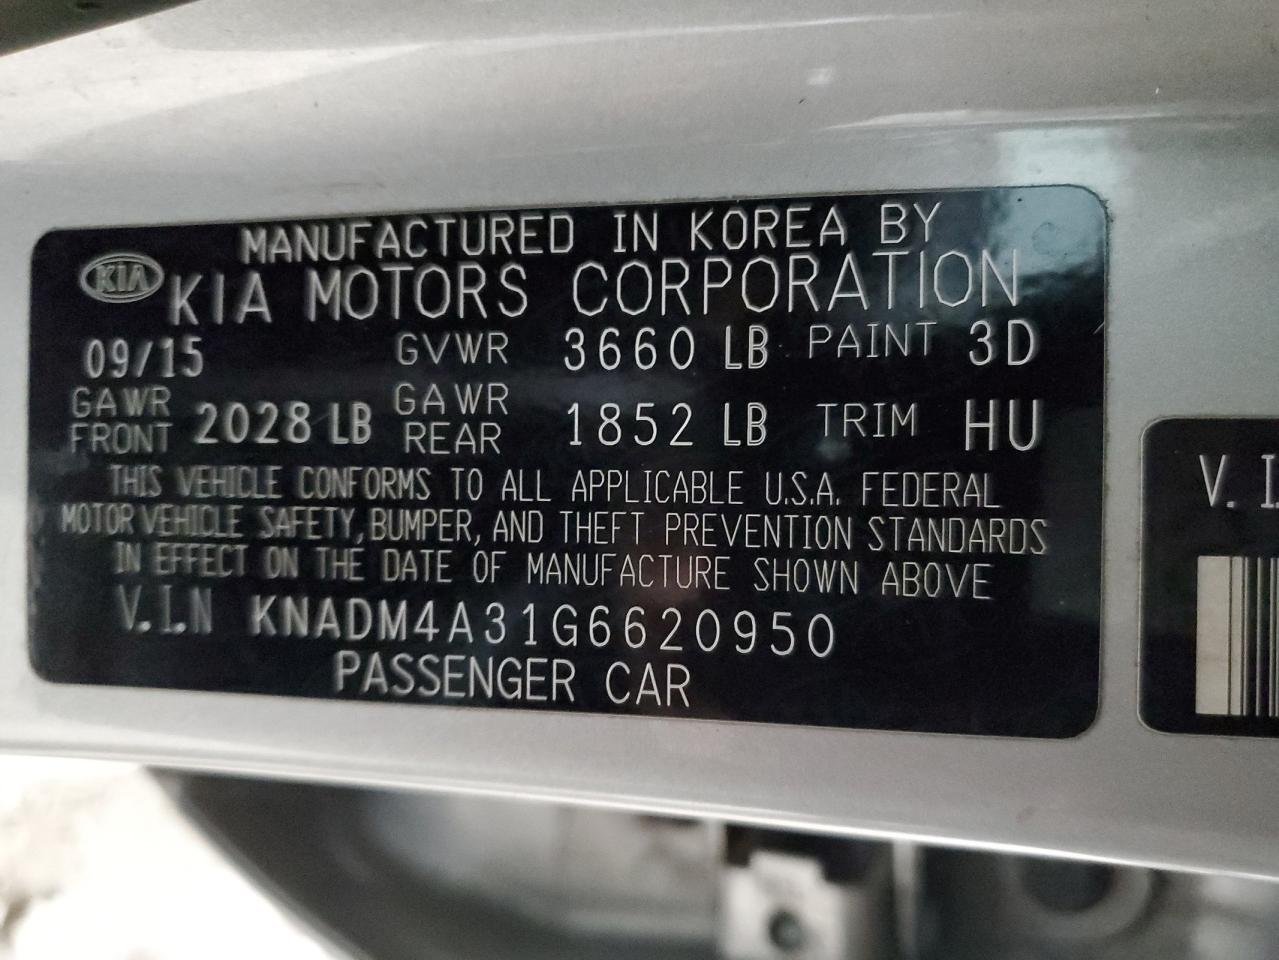 MANUFACTURED IN KOREA BY
KIA KIA MOTORS CORPORATION
09/15 GVWR 3660 LB PAINT 3D
GAWR FRONT 2028 LB GAWR REAR 1852 LB TRIM HU
THIS VEHICLE CONFORMS TO ALL APPLICABLE U.S.A. FEDERAL
MOTOR VEHICLE SAFETY, BUMPER, AND THEFT PREVENTION STANDARDS
IN EFFECT ON THE DATE OF MANUFACTURE SHOWN ABOVE
V.I.N KNADM4A31G6620950
PASSENGER CAR
V. I